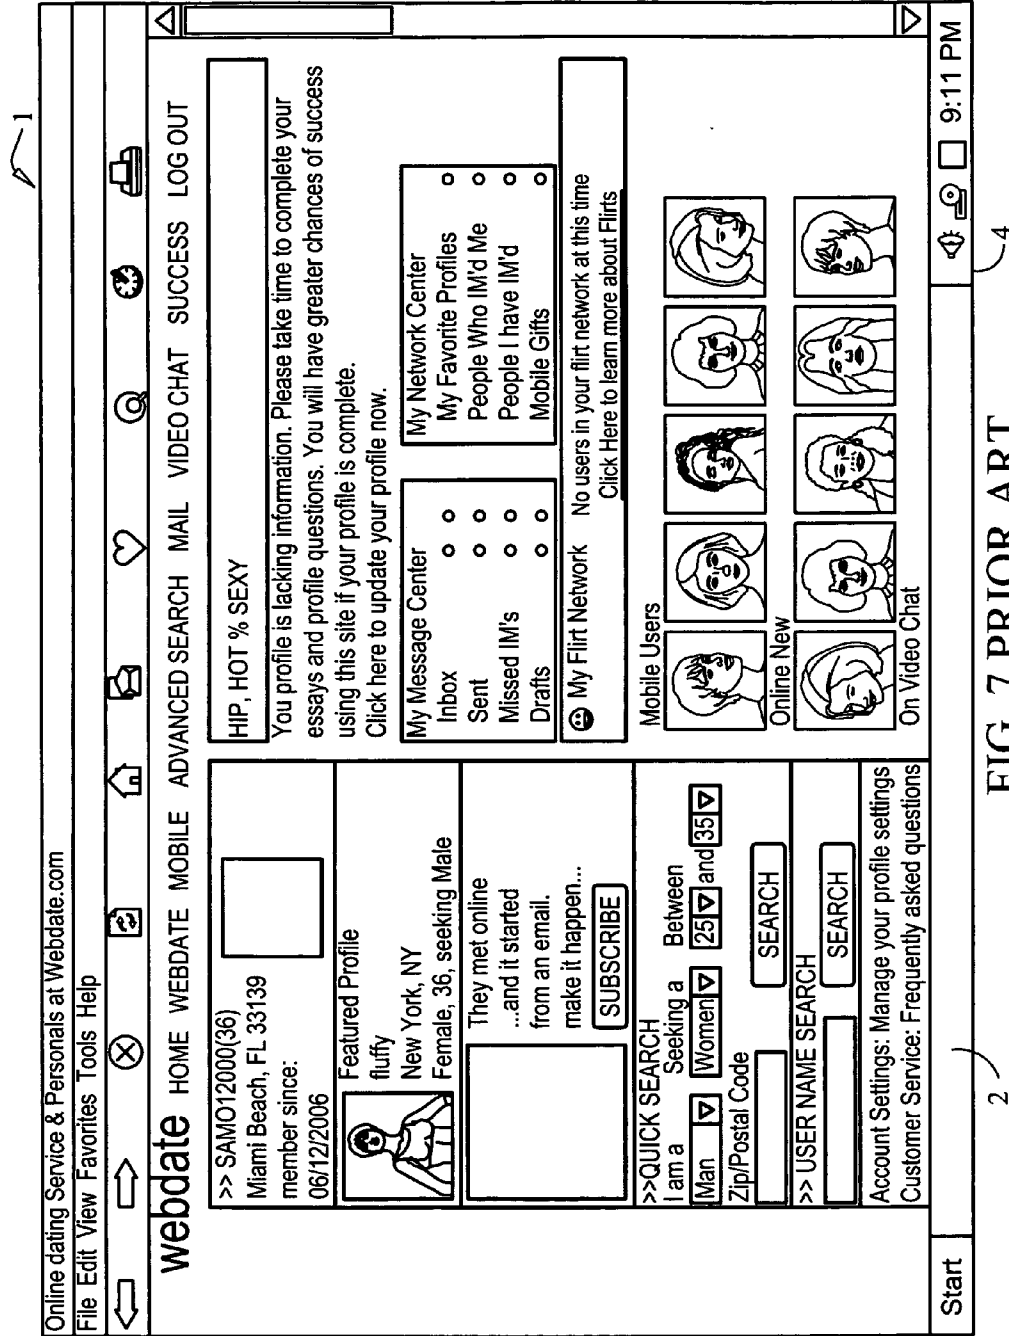 1
Online dating Service & Personals at Webdate.com
File Edit View Favorites Tools Help
webdate HOME WEBDATE MOBILE ADVANCED SEARCH MAIL VIDEO CHAT SUCCESS LOG OUT
>> SAMO12000(36)
Miami Beach, FL 33139
member since:
06/12/2006
Featured Profile
fluffy
New York, NY
Female, 36, seeking Male
They met online
...and it started
from an email.
make it happen...
SUBSCRIBE
>>QUICK SEARCH
I am a Seeking a Between
Man Women 25 and 35
Zip/Postal Code
SEARCH
>> USER NAME SEARCH
SEARCH
Account Settings: Manage your profile settings
Customer Service: Frequently asked questions
HIP, HOT % SEXY
You profile is lacking information. Please take time to complete your
essays and profile questions. You will have greater chances of success
using this site if your profile is complete.
Click here to update your profile now.
My Message Center
Inbox
Sent
Missed IM's
Drafts
My Network Center
My Favorite Profiles
People Who IM'd Me
People I have IM'd
Mobile Gifts
My Flirt Network No users in your flirt network at this time
Click Here to learn more about Flirts
Mobile Users
Online New
On Video Chat
Start 9:11 PM
2
4
FIG 7 PRIOR ART